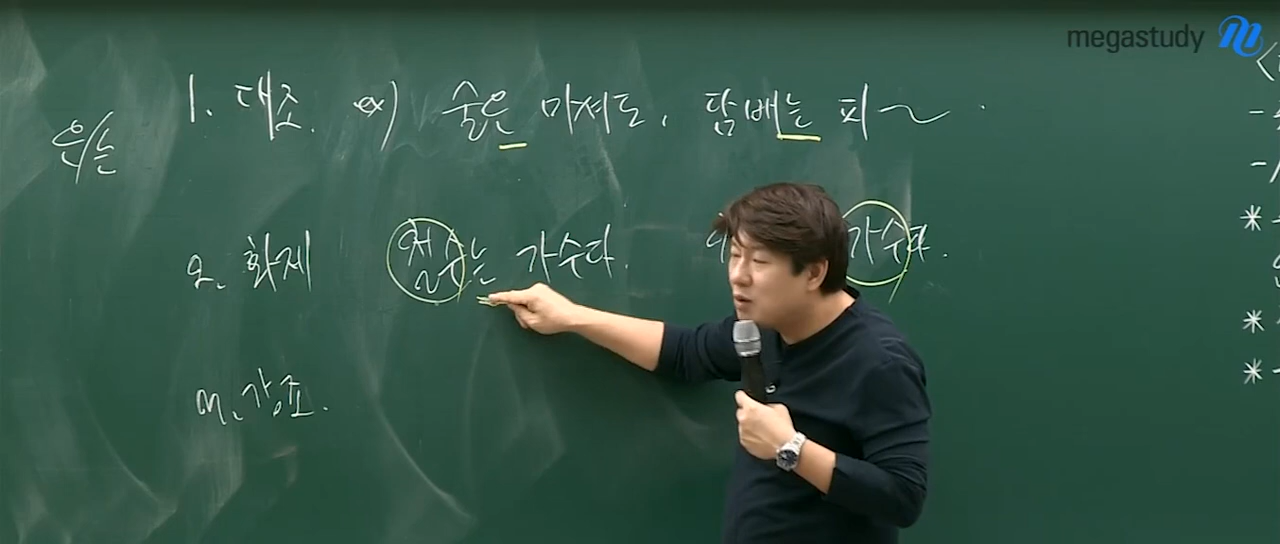 megastudy
은/는
1. 대조. ex) 술은 마셔도, 담배는 피~.
2. 화제 철수는 가수다. 가수다.
3. 강조.